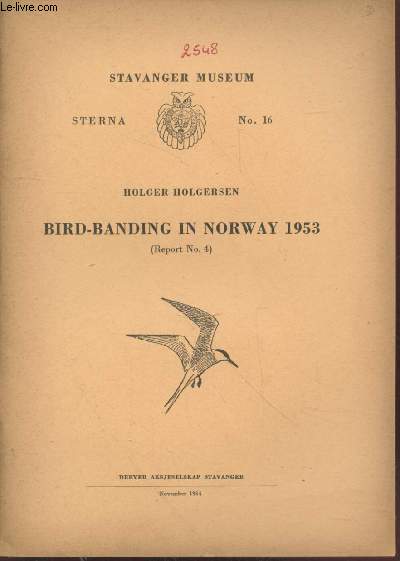 Le-livre.com
2548
STAVANGER MUSEUM
STERNA No. 16
HOLGER HOLGERSEN
BIRD-BANDING IN NORWAY 1953
(Report No. 4)
DREYER AKSJESELSKAP STAVANGER
November 1954